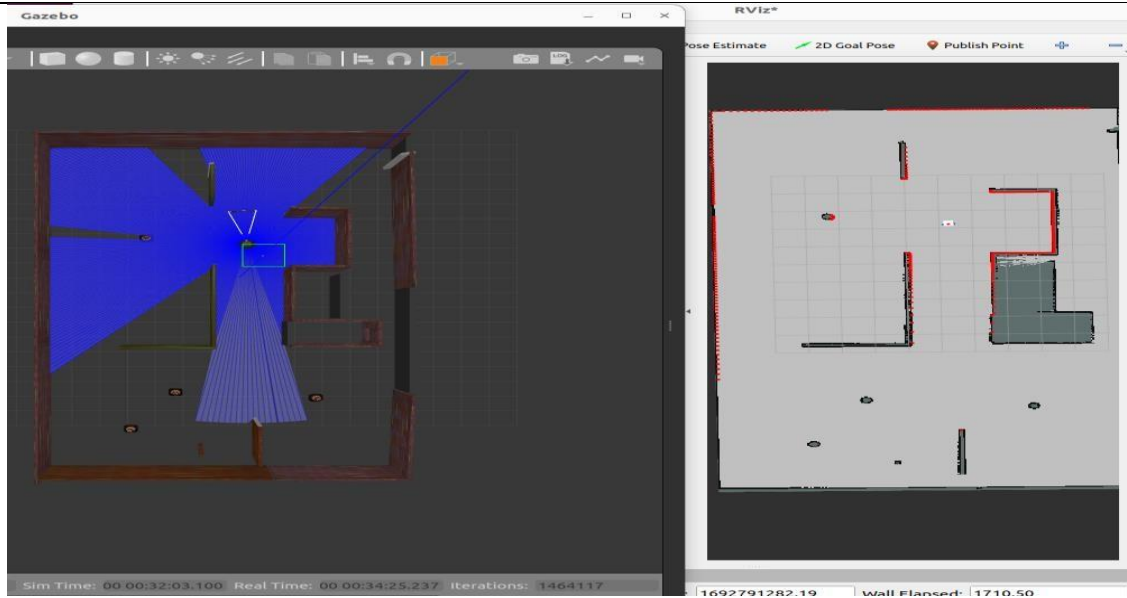 Gazebo
RViz*
Pose Estimate
2D Goal Pose
Publish Point
LOG
Sim Time: 00 00:32:03.100 Real Time: 00 00:34:25.237 Iterations: 1464117
1692791282.19 Wall Elapsed: 1710.50